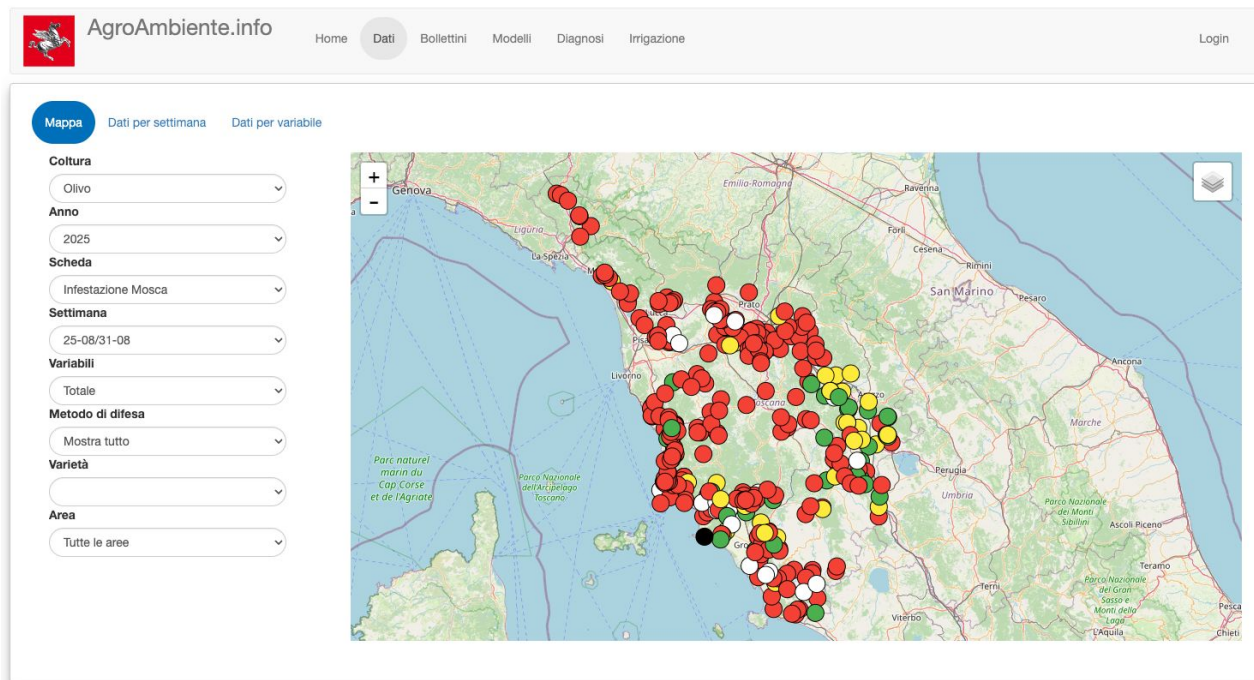 AgroAmbiente.info
Home Dati Bollettini Modelli Diagnosi Irrigazione Login
Mappa Dati per settimana Dati per variabile
Coltura
Olivo
Anno
2025
Scheda
Infestazione Mosca
Settimana
25-08/31-08
Variabili
Totale
Metodo di difesa
Mostra tutto
Varietà
Area
Tutte le aree
+
−
Genova
Emilia-Romagna
Ravenna
Liguria
Forlì
Cesena
La Spezia
Rimini
San Marino
Pesaro
Prato
Lucca
Ancona
Livorno
Toscana
Marche
Parc naturel
marin du
Cap Corse
et de l'Agriate
Parco Nazionale
dell'Arcipelago
Toscano
Perugia
Umbria
Parco Nazionale
dei Monti
Sibillini
Ascoli Piceno
Teramo
Terni
Parco Nazionale
del Gran
Sasso e
Monti della
Laga
Viterbo
L'Aquila
Pesca
Chieti